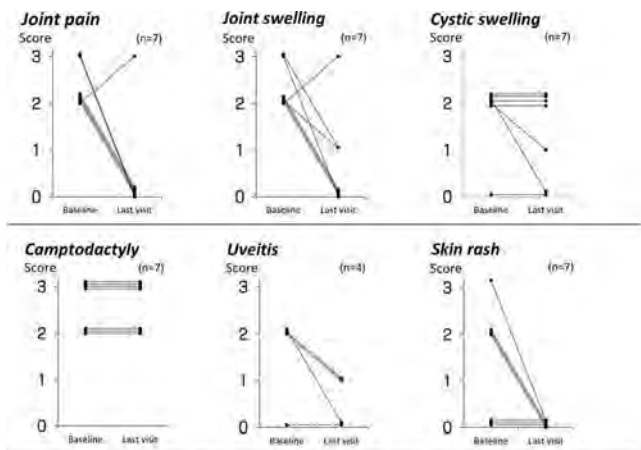 Joint pain
Score (n=7)
3
2
1
0
Baseline Last visit
Joint swelling
Score (n=7)
3
2
1
0
Baseline Last visit
Cystic swelling
Score (n=7)
3
2
1
0
Baseline Last visit
Camptodactyly
Score (n=7)
3
2
1
0
Baseline Last visit
Uveitis
Score (n=4)
3
2
1
0
Baseline Last visit
Skin rash
Score (n=7)
3
2
1
0
Baseline Last visit